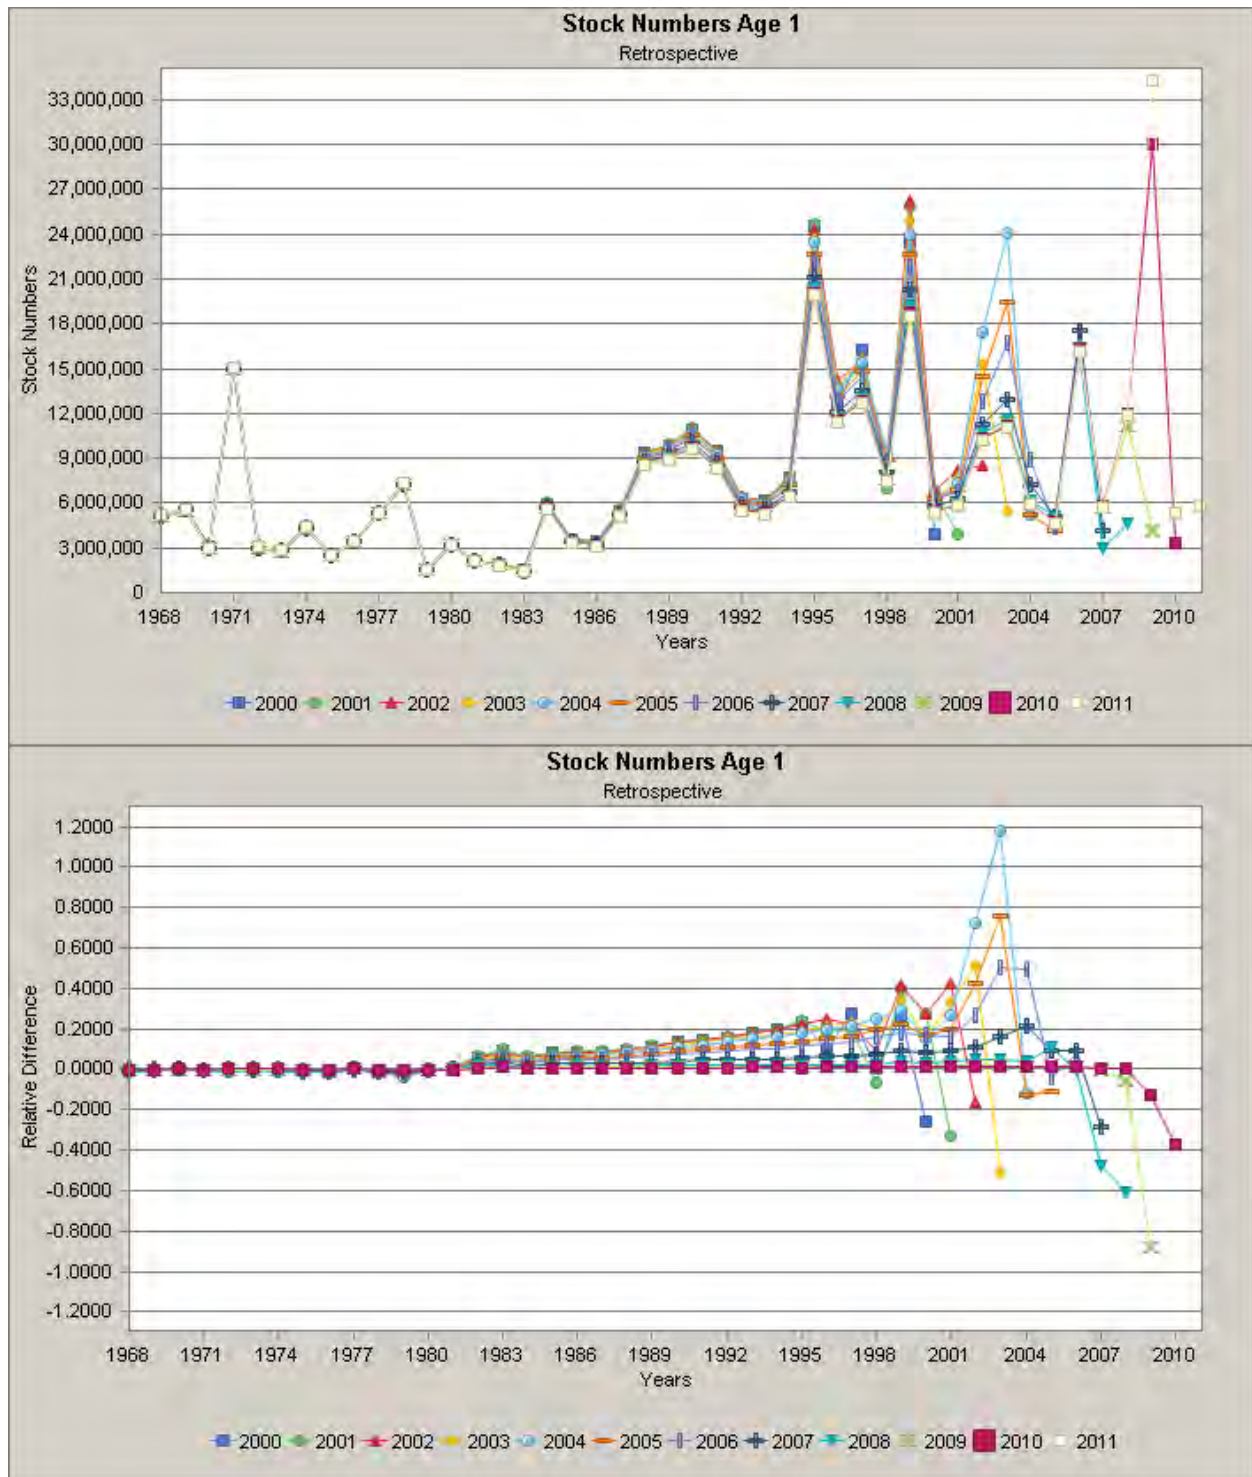 Stock Numbers Age 1
Retrospective
33,000,000
30,000,000
27,000,000
24,000,000
21,000,000
18,000,000
15,000,000
12,000,000
9,000,000
6,000,000
3,000,000
0
Stock Numbers
1968 1971 1974 1977 1980 1983 1986 1989 1992 1995 1998 2001 2004 2007 2010
Years
2000 2001 2002 2003 2004 2005 2006 2007 2008 2009 2010 2011
Stock Numbers Age 1
Retrospective
1.2000
1.0000
0.8000
0.6000
0.4000
0.2000
0.0000
-0.2000
-0.4000
-0.6000
-0.8000
-1.0000
-1.2000
Relative Difference
1968 1971 1974 1977 1980 1983 1986 1989 1992 1995 1998 2001 2004 2007 2010
Years
2000 2001 2002 2003 2004 2005 2006 2007 2008 2009 2010 2011